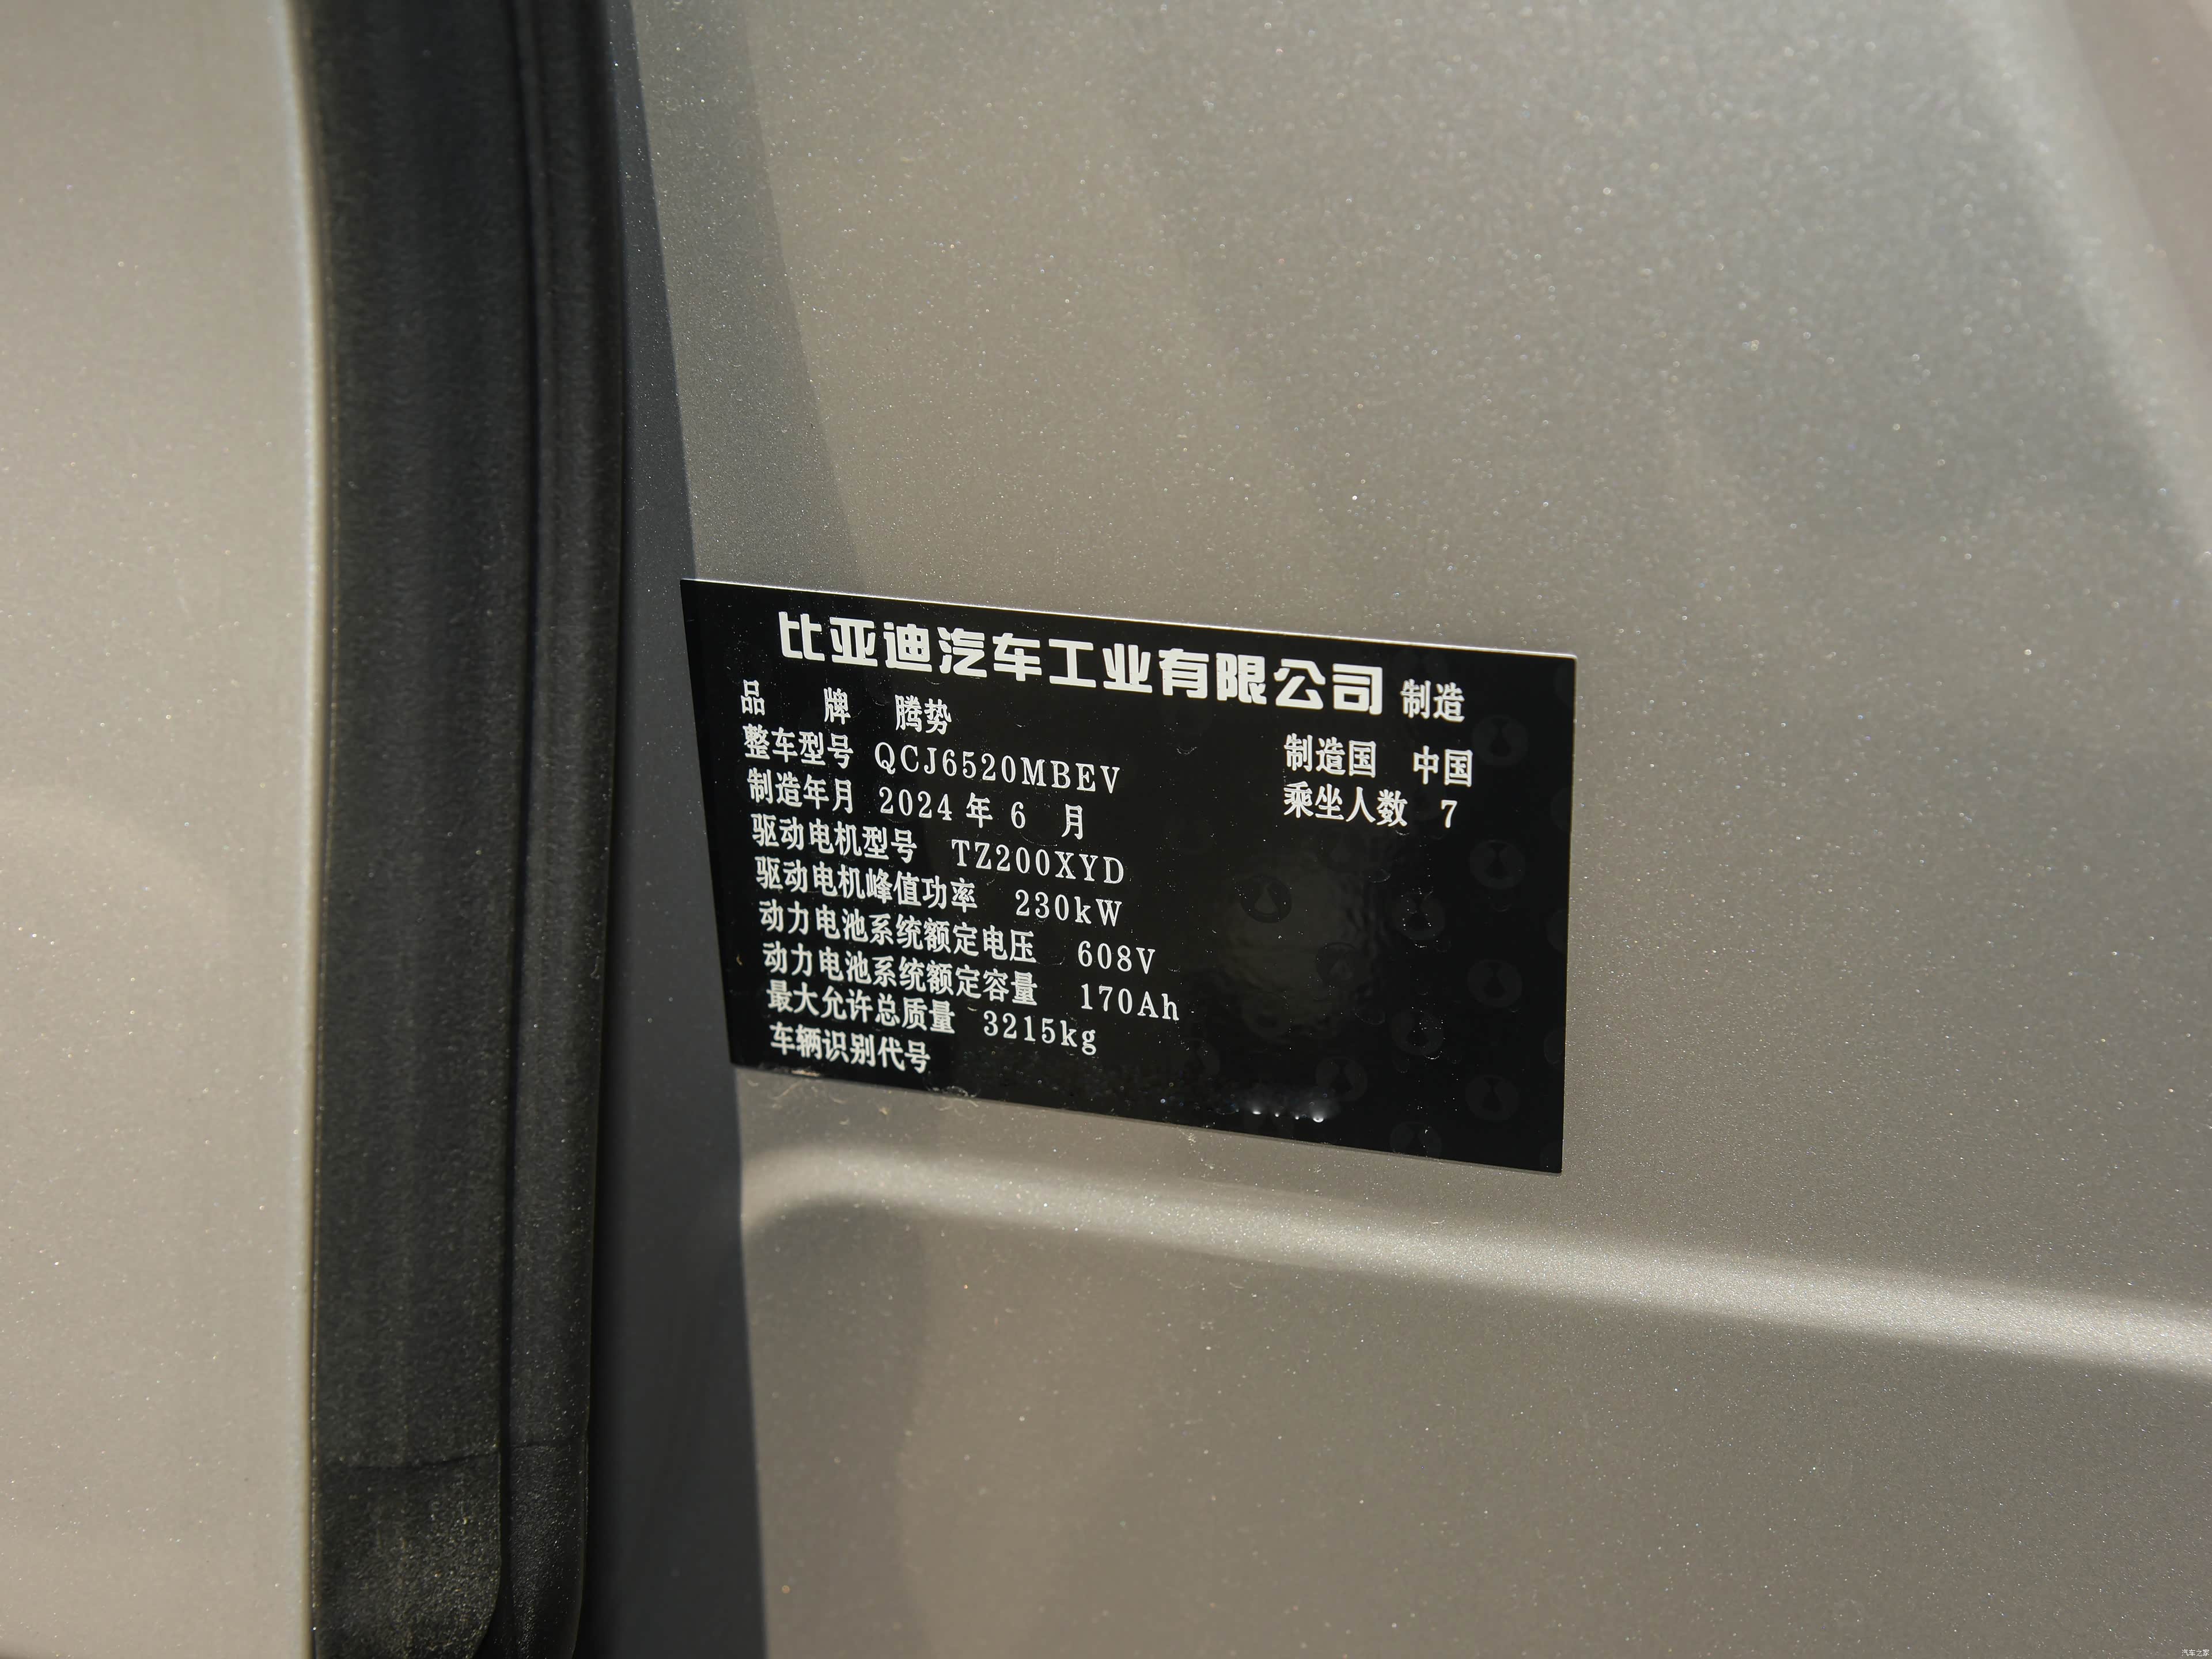 比亚迪汽车工业有限公司 制造
品 牌 腾势
整车型号 QCJ6520MBEV 制造国 中国
制造年月 2024 年 6 月 乘坐人数 7
驱动电机型号 TZ200XYD
驱动电机峰值功率 230kW
动力电池系统额定电压 608V
动力电池系统额定容量 170Ah
最大允许总质量 3215kg
车辆识别代号
汽车之家